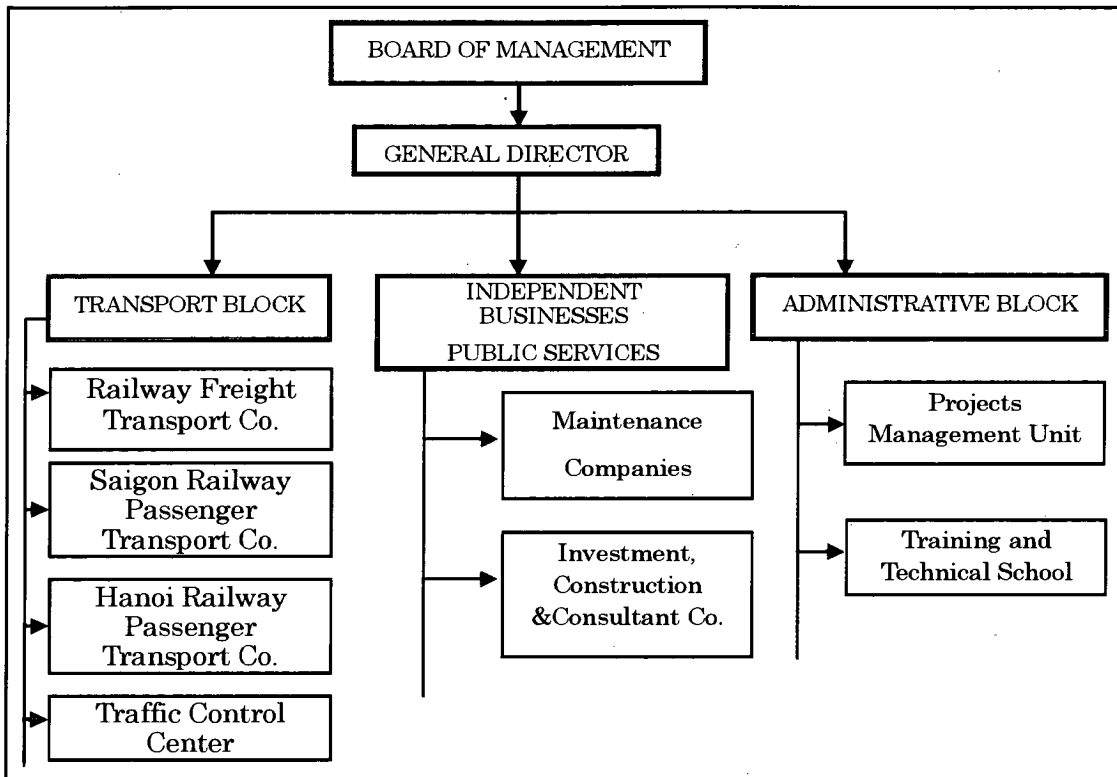 BOARD OF MANAGEMENT
GENERAL DIRECTOR
TRANSPORT BLOCK
Railway Freight
Transport Co.
Saigon Railway
Passenger
Transport Co.
Hanoi Railway
Passenger
Transport Co.
Traffic Control
Center
INDEPENDENT
BUSINESSES
PUBLIC SERVICES
Maintenance
Companies
Investment,
Construction
&Consultant Co.
ADMINISTRATIVE BLOCK
Projects
Management Unit
Training and
Technical School